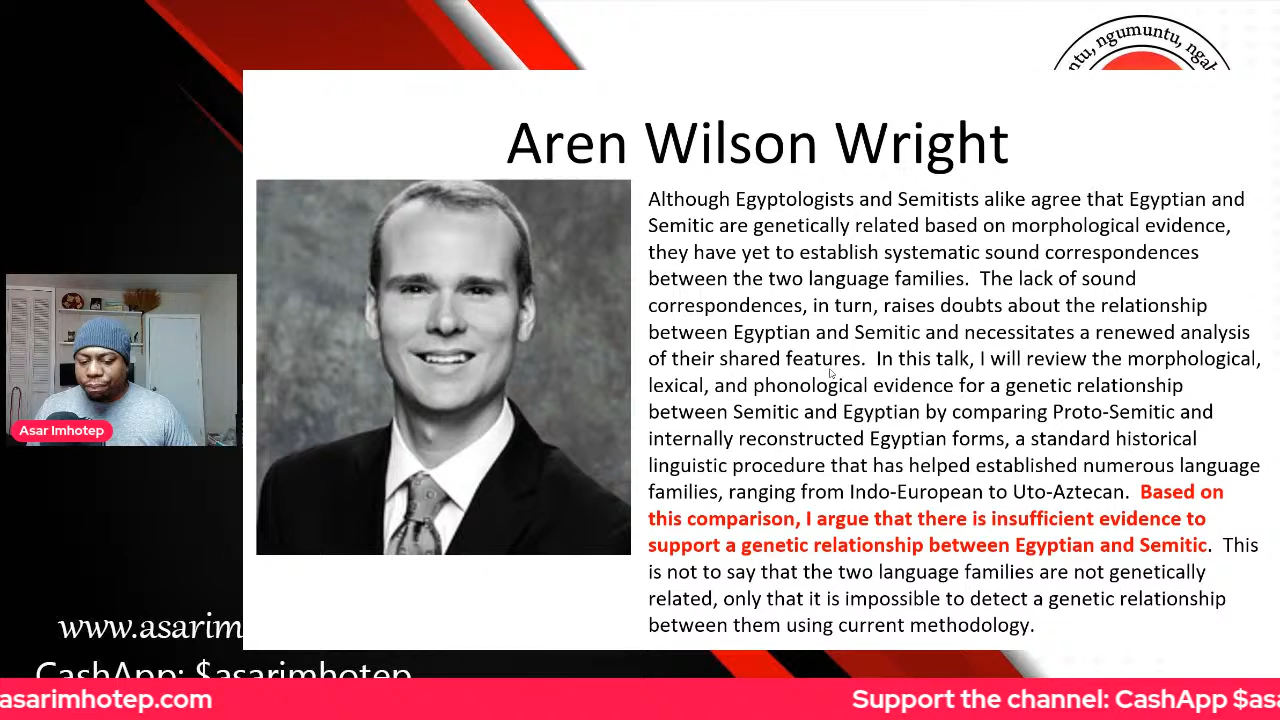 ntu, ngumuntu, ngab
Aren Wilson Wright
Although Egyptologists and Semitists alike agree that Egyptian and
Semitic are genetically related based on morphological evidence,
they have yet to establish systematic sound correspondences
between the two language families. The lack of sound
correspondences, in turn, raises doubts about the relationship
between Egyptian and Semitic and necessitates a renewed analysis
of their shared features. In this talk, I will review the morphological,
lexical, and phonological evidence for a genetic relationship
between Semitic and Egyptian by comparing Proto-Semitic and
internally reconstructed Egyptian forms, a standard historical
linguistic procedure that has helped established numerous language
families, ranging from Indo-European to Uto-Aztecan. Based on
this comparison, I argue that there is insufficient evidence to
support a genetic relationship between Egyptian and Semitic. This
is not to say that the two language families are not genetically
related, only that it is impossible to detect a genetic relationship
between them using current methodology.
Asar Imhotep
www.asarim
CashApp: $asarimhotep
asarimhotep.com
Support the channel: CashApp $asa